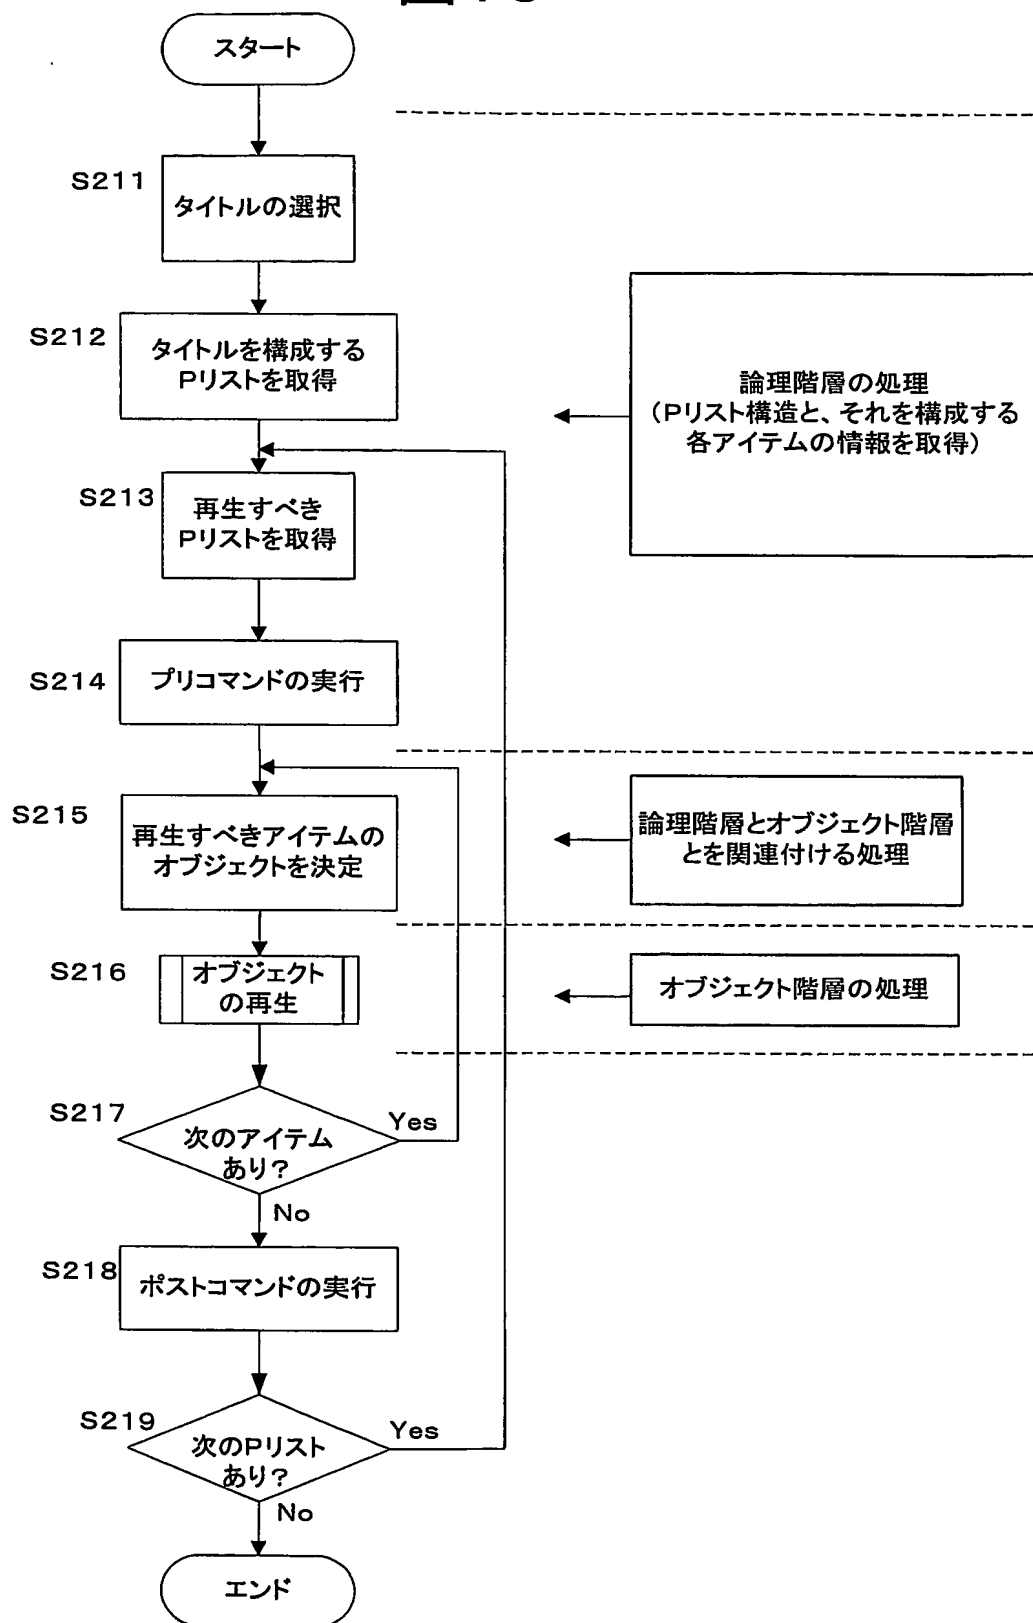 スタート
S211
タイトルの選択
S212
タイトルを構成する
Pリストを取得
論理階層の処理
(Pリスト構造と、それを構成する
各アイテムの情報を取得)
S213
再生すべき
Pリストを取得
S214
プリコマンドの実行
S215
再生すべきアイテムの
オブジェクトを決定
論理階層とオブジェクト階層
とを関連付ける処理
S216
オブジェクト
の再生
オブジェクト階層の処理
S217
次のアイテム
あり?
Yes
No
S218
ポストコマンドの実行
S219
次のPリスト
あり?
Yes
No
エンド